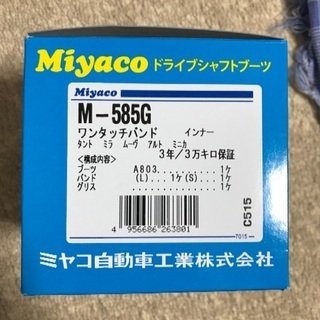 Miyaco ドライブシャフトブーツ
Miyaco
M-585G
ワンタッチバンド インナー
タント ミラ ムーヴ アルト ミニカ
3年/3万キロ保証
<構成内容>
ブーツ A803.........1ケ
バンド (L)...1ケ(S)...1ケ
グリス .................1ケ
C515
4 956686 263801
7015
ミヤコ自動車工業株式会社